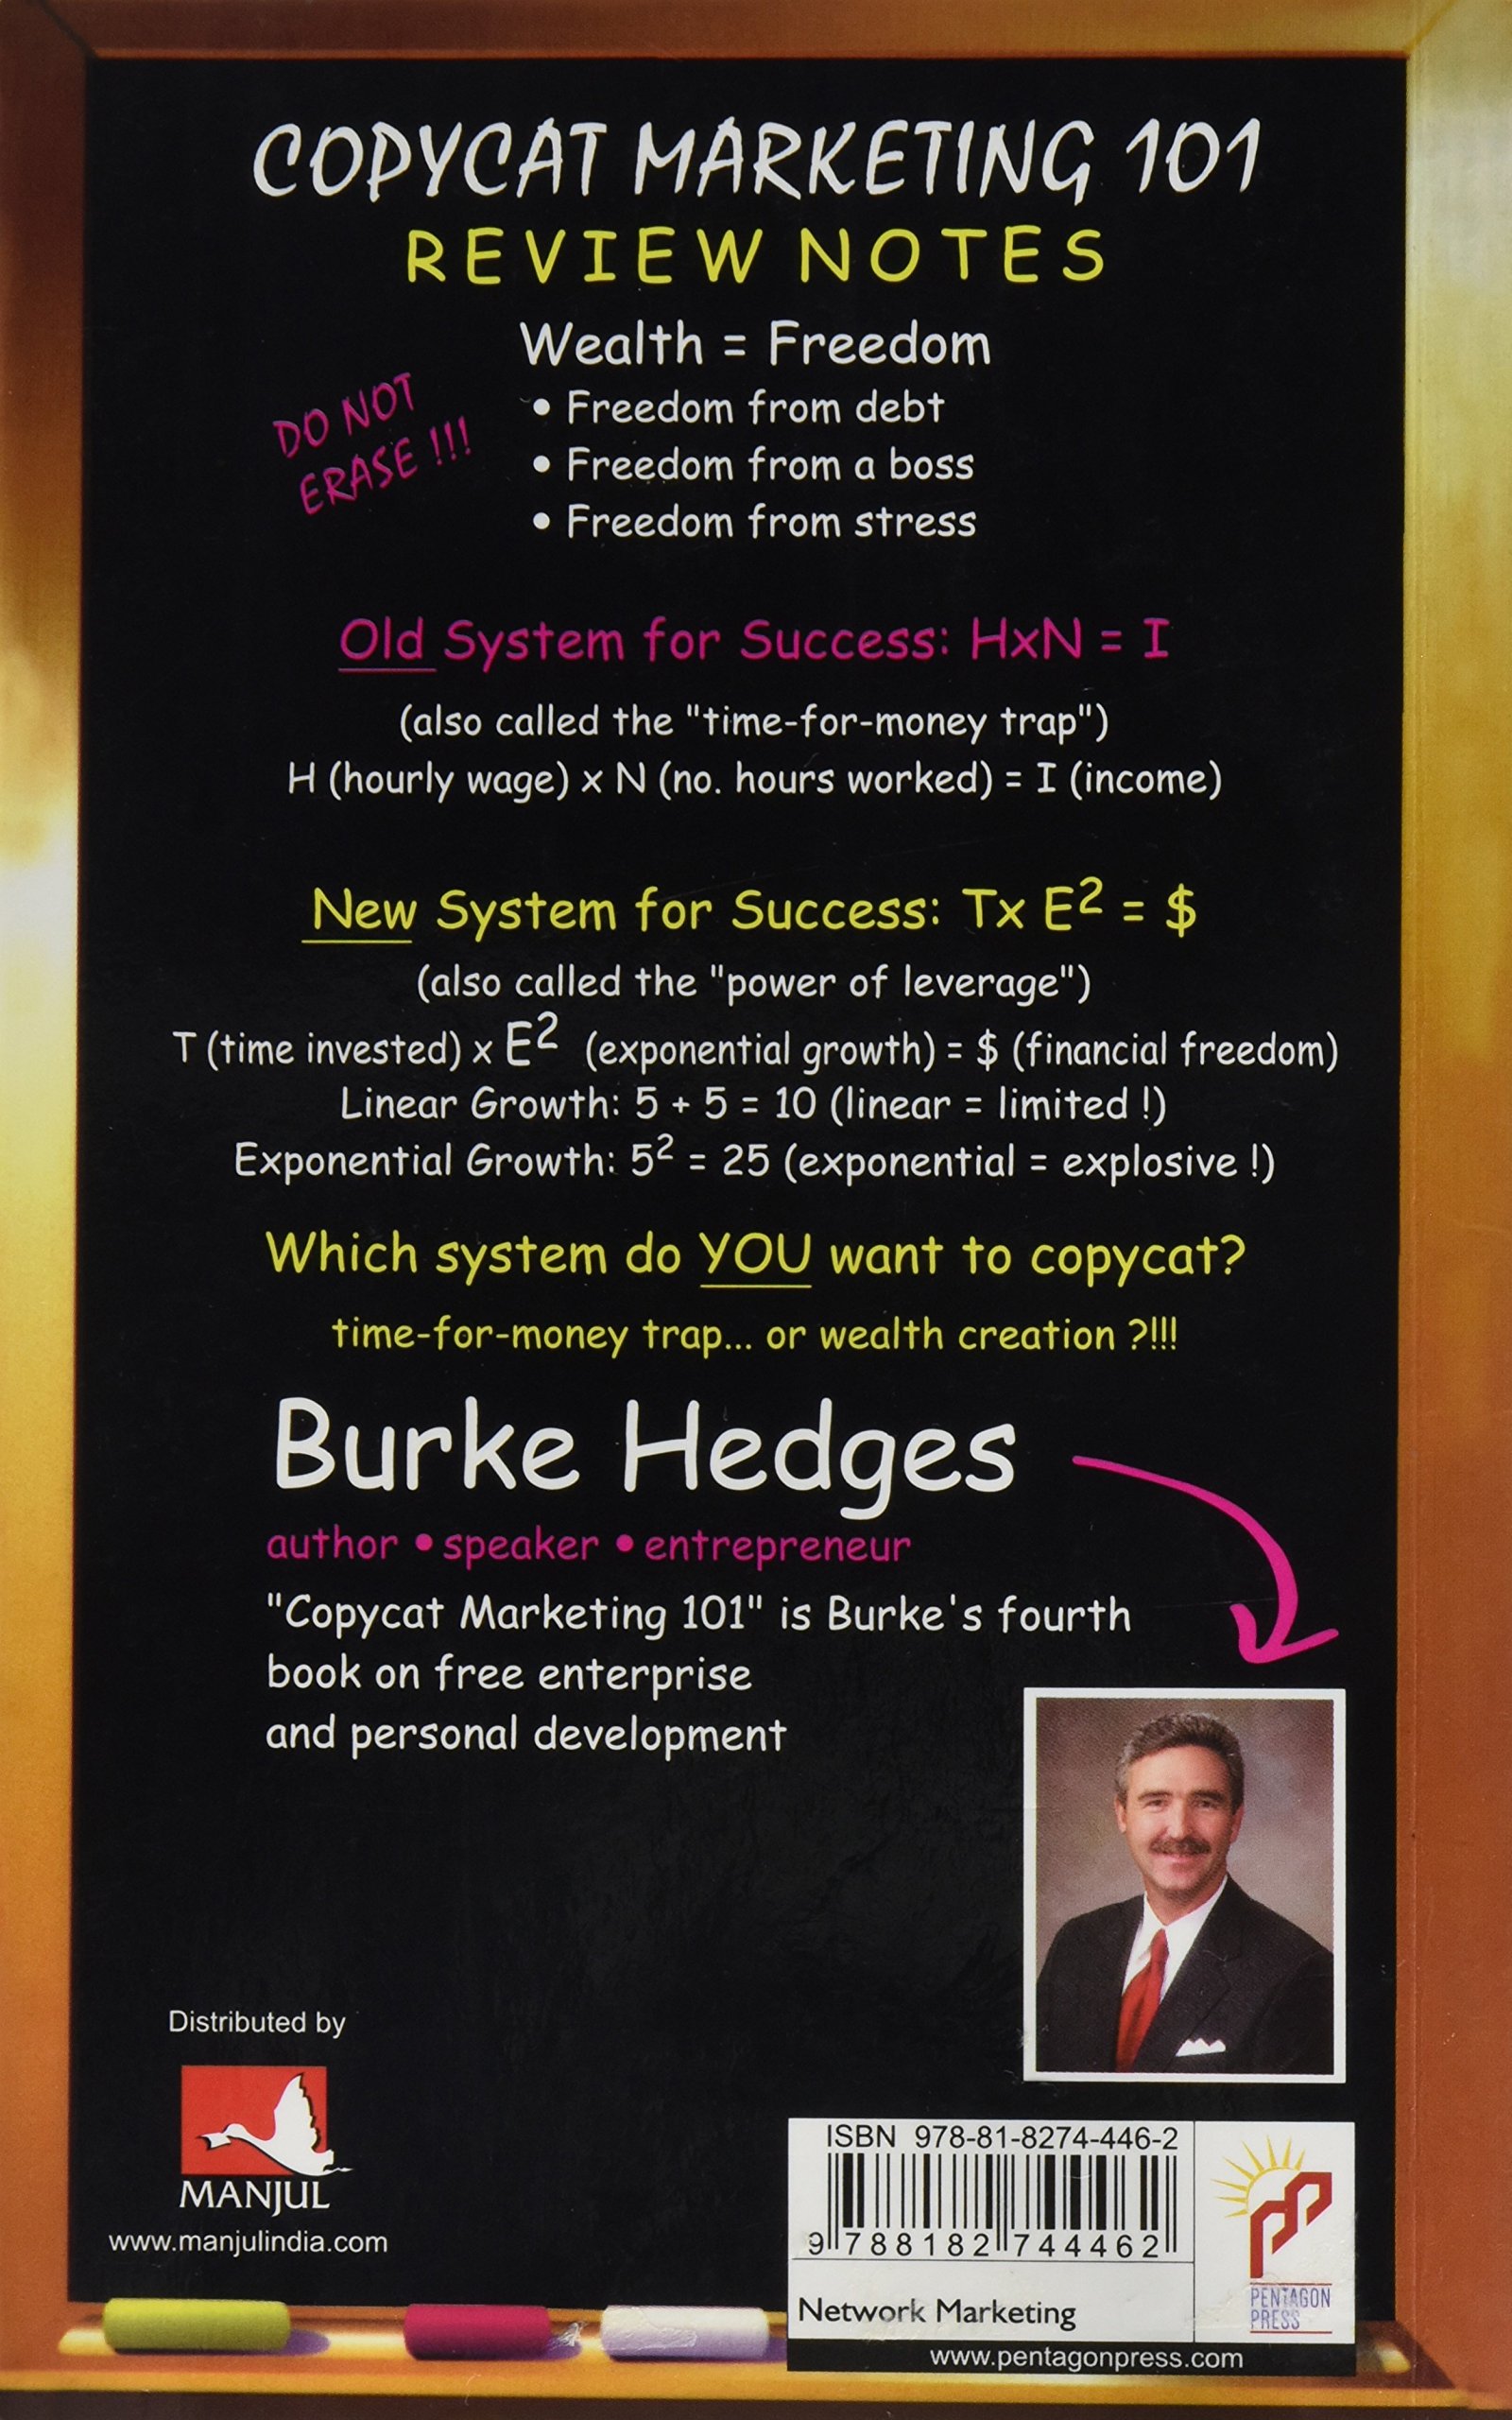 COPYCAT MARKETING 101
REVIEW NOTES
Wealth = Freedom
DO NOT
ERASE !!!
• Freedom from debt
• Freedom from a boss
• Freedom from stress
Old System for Success: HxN = I
(also called the "time-for-money trap")
H (hourly wage) x N (no. hours worked) = I (income)
New System for Success: Tx E² = $
(also called the "power of leverage")
T (time invested) x E² (exponential growth) = $ (financial freedom)
Linear Growth: 5 + 5 = 10 (linear = limited !)
Exponential Growth: 5² = 25 (exponential = explosive !)
Which system do YOU want to copycat?
time-for-money trap... or wealth creation ?!!!
Burke Hedges
author • speaker • entrepreneur
"Copycat Marketing 101" is Burke's fourth
book on free enterprise
and personal development
Distributed by
MANJUL
www.manjulindia.com
ISBN 978-81-8274-446-2
9 788182 744462
Network Marketing
PENTAGON
PRESS
www.pentagonpress.com